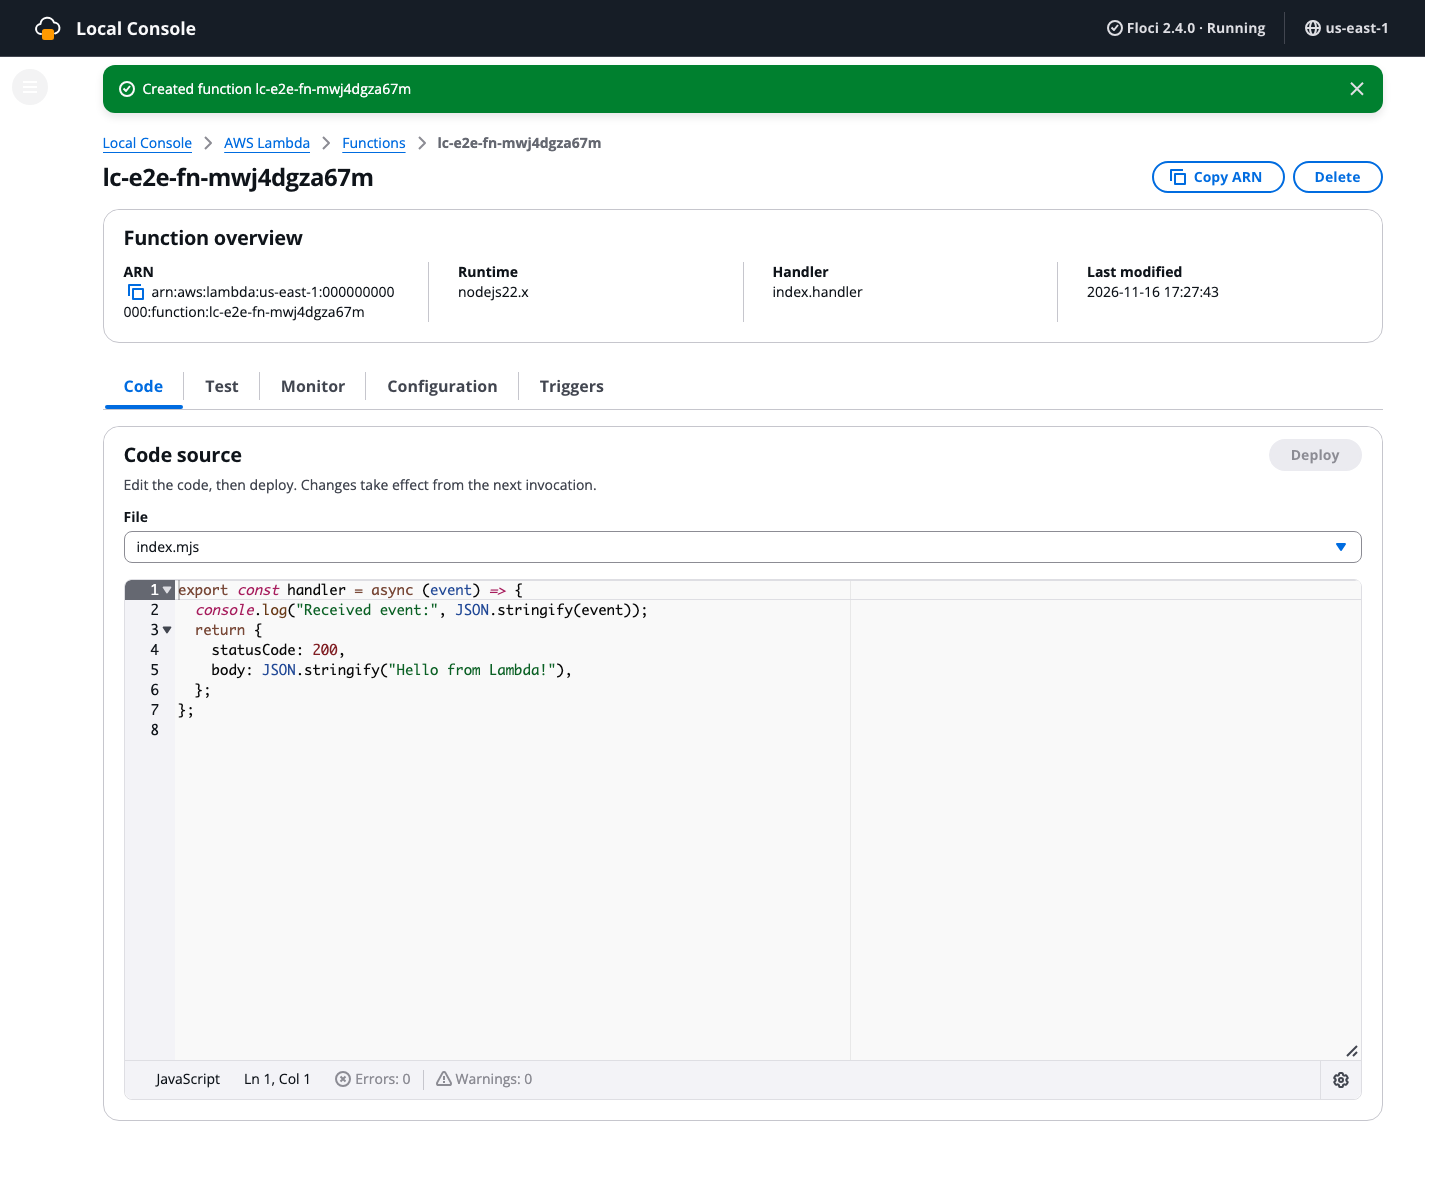 Local Console
Floci 2.4.0 · Running
us-east-1
Created function lc-e2e-fn-mwj4dgza67m
Local Console > AWS Lambda > Functions > lc-e2e-fn-mwj4dgza67m
lc-e2e-fn-mwj4dgza67m
Copy ARN
Delete
Function overview
ARN
arn:aws:lambda:us-east-1:000000000
000:function:lc-e2e-fn-mwj4dgza67m
Runtime
nodejs22.x
Handler
index.handler
Last modified
2026-11-16 17:27:43
Code
Test
Monitor
Configuration
Triggers
Code source
Deploy
Edit the code, then deploy. Changes take effect from the next invocation.
File
index.mjs
1 export const handler = async (event) => {
2   console.log("Received event:", JSON.stringify(event));
3   return {
4     statusCode: 200,
5     body: JSON.stringify("Hello from Lambda!"),
6   };
7 };
8
JavaScript
Ln 1, Col 1
Errors: 0
Warnings: 0